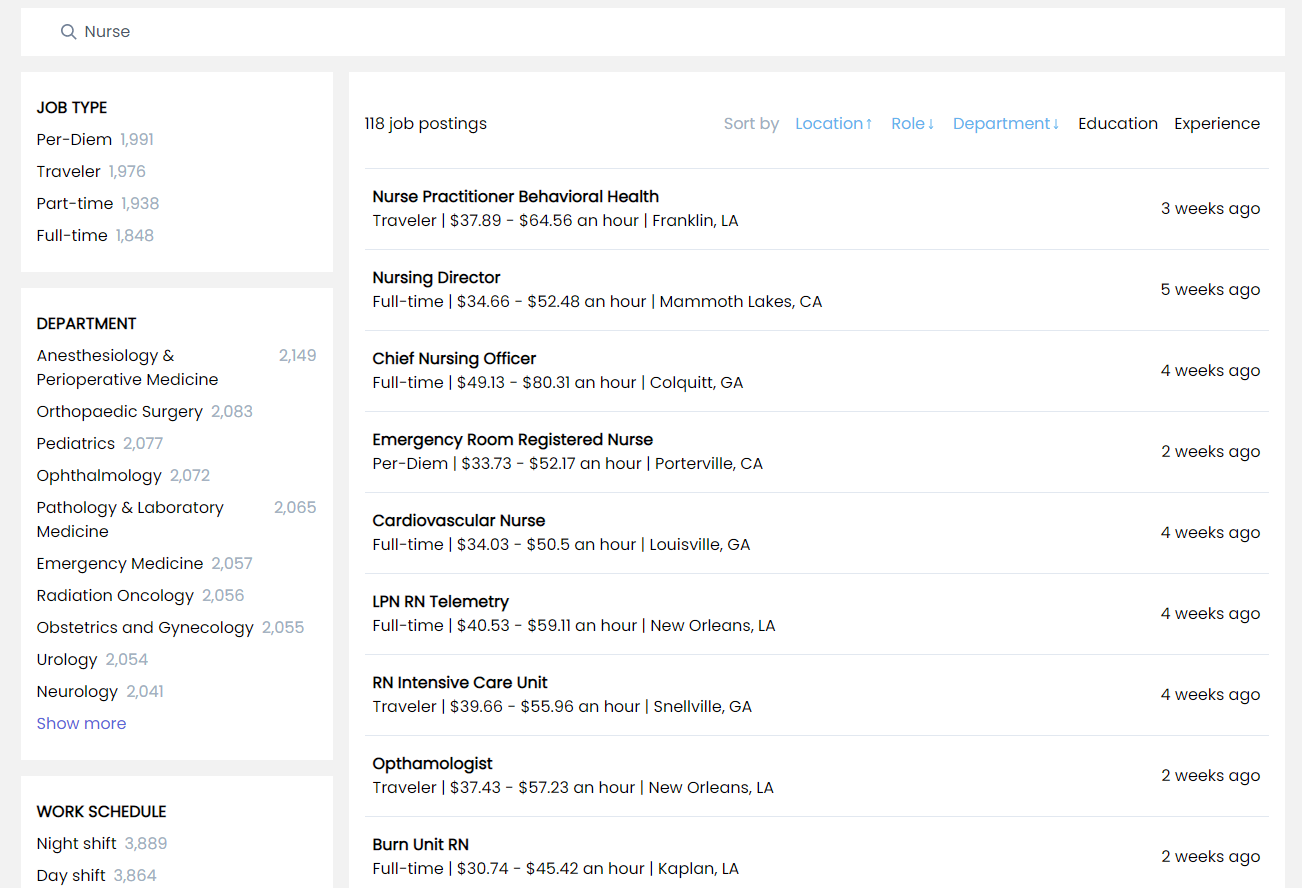 Nurse
JOB TYPE
Per-Diem 1,991
Traveler 1,976
Part-time 1,938
Full-time 1,848
DEPARTMENT
Anesthesiology & 2,149
Perioperative Medicine
Orthopaedic Surgery 2,083
Pediatrics 2,077
Ophthalmology 2,072
Pathology & Laboratory 2,065
Medicine
Emergency Medicine 2,057
Radiation Oncology 2,056
Obstetrics and Gynecology 2,055
Urology 2,054
Neurology 2,041
Show more
WORK SCHEDULE
Night shift 3,889
Day shift 3,864
118 job postings
Sort by Location↑ Role↓ Department↓ Education Experience
Nurse Practitioner Behavioral Health
Traveler | $37.89 - $64.56 an hour | Franklin, LA
3 weeks ago
Nursing Director
Full-time | $34.66 - $52.48 an hour | Mammoth Lakes, CA
5 weeks ago
Chief Nursing Officer
Full-time | $49.13 - $80.31 an hour | Colquitt, GA
4 weeks ago
Emergency Room Registered Nurse
Per-Diem | $33.73 - $52.17 an hour | Porterville, CA
2 weeks ago
Cardiovascular Nurse
Full-time | $34.03 - $50.5 an hour | Louisville, GA
4 weeks ago
LPN RN Telemetry
Full-time | $40.53 - $59.11 an hour | New Orleans, LA
4 weeks ago
RN Intensive Care Unit
Traveler | $39.66 - $55.96 an hour | Snellville, GA
4 weeks ago
Opthamologist
Traveler | $37.43 - $57.23 an hour | New Orleans, LA
2 weeks ago
Burn Unit RN
Full-time | $30.74 - $45.42 an hour | Kaplan, LA
2 weeks ago